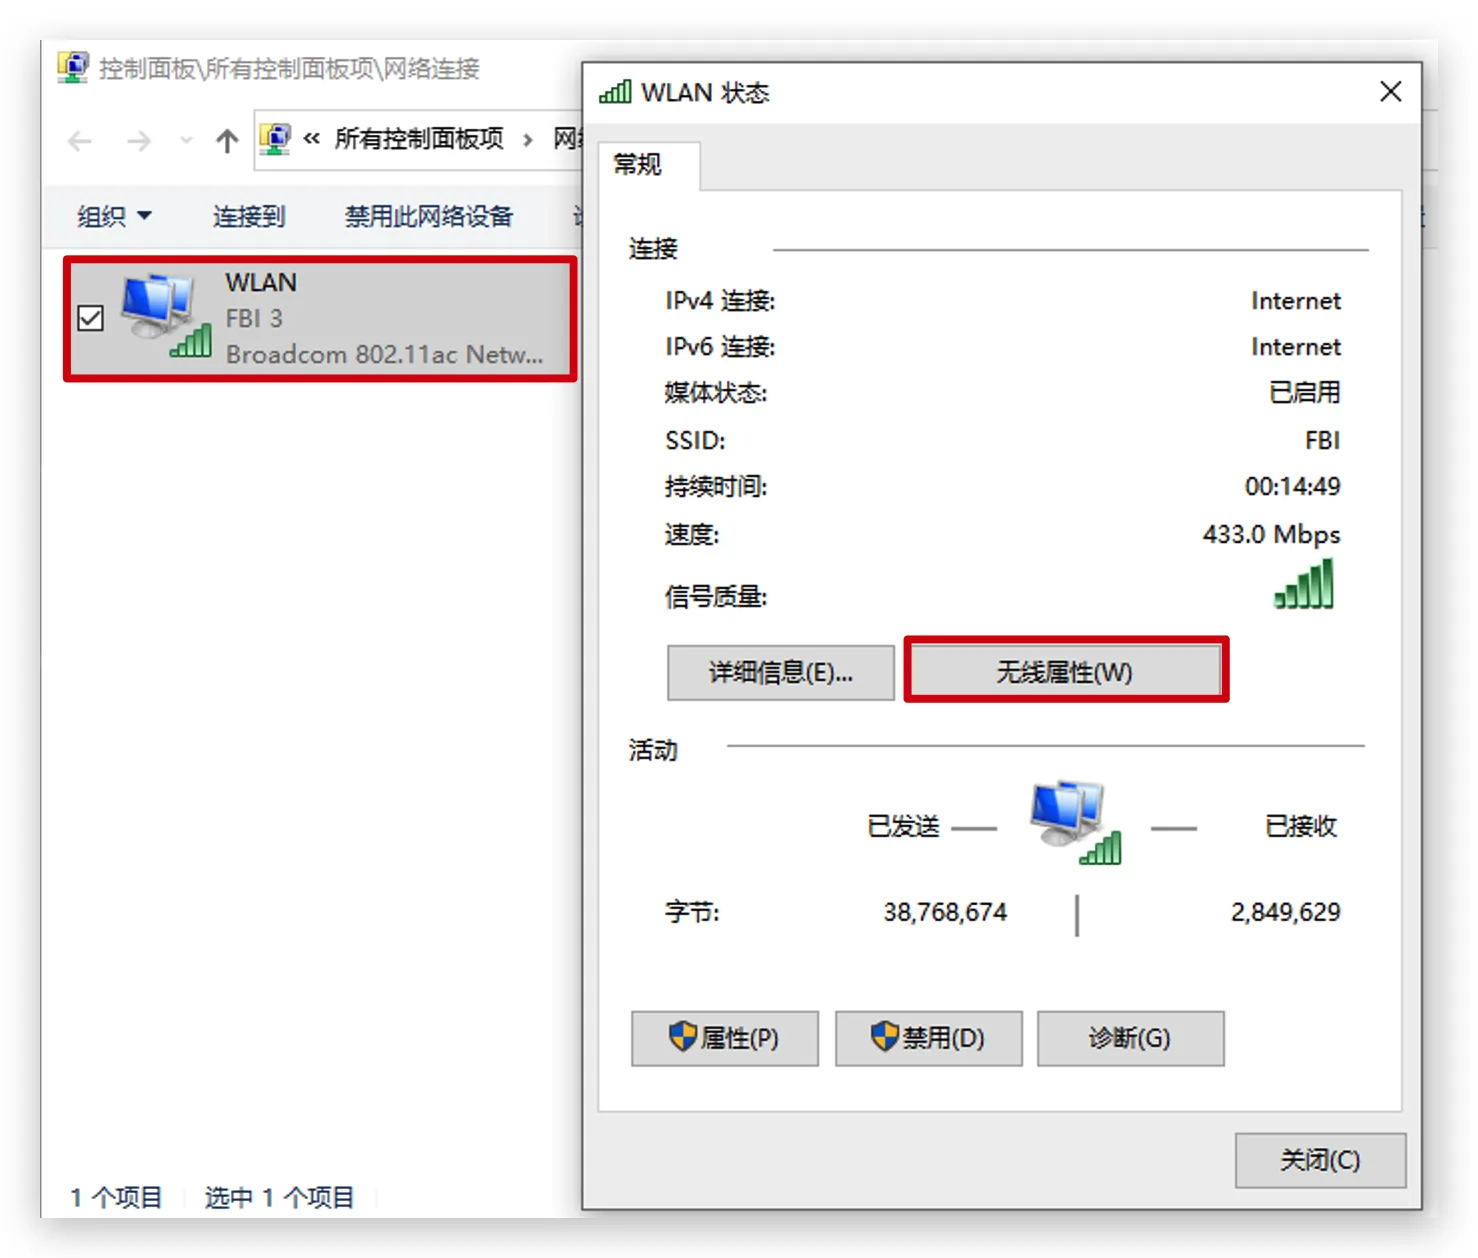 控制面板\所有控制面板项\网络连接
« 所有控制面板项 › 网
组织 连接到 禁用此网络设备
WLAN
FBI 3
Broadcom 802.11ac Netw...
1 个项目 选中 1 个项目
WLAN 状态
常规
连接
IPv4 连接: Internet
IPv6 连接: Internet
媒体状态: 已启用
SSID: FBI
持续时间: 00:14:49
速度: 433.0 Mbps
信号质量:
详细信息(E)... 无线属性(W)
活动
已发送 — — 已接收
字节: 38,768,674 | 2,849,629
属性(P) 禁用(D) 诊断(G)
关闭(C)